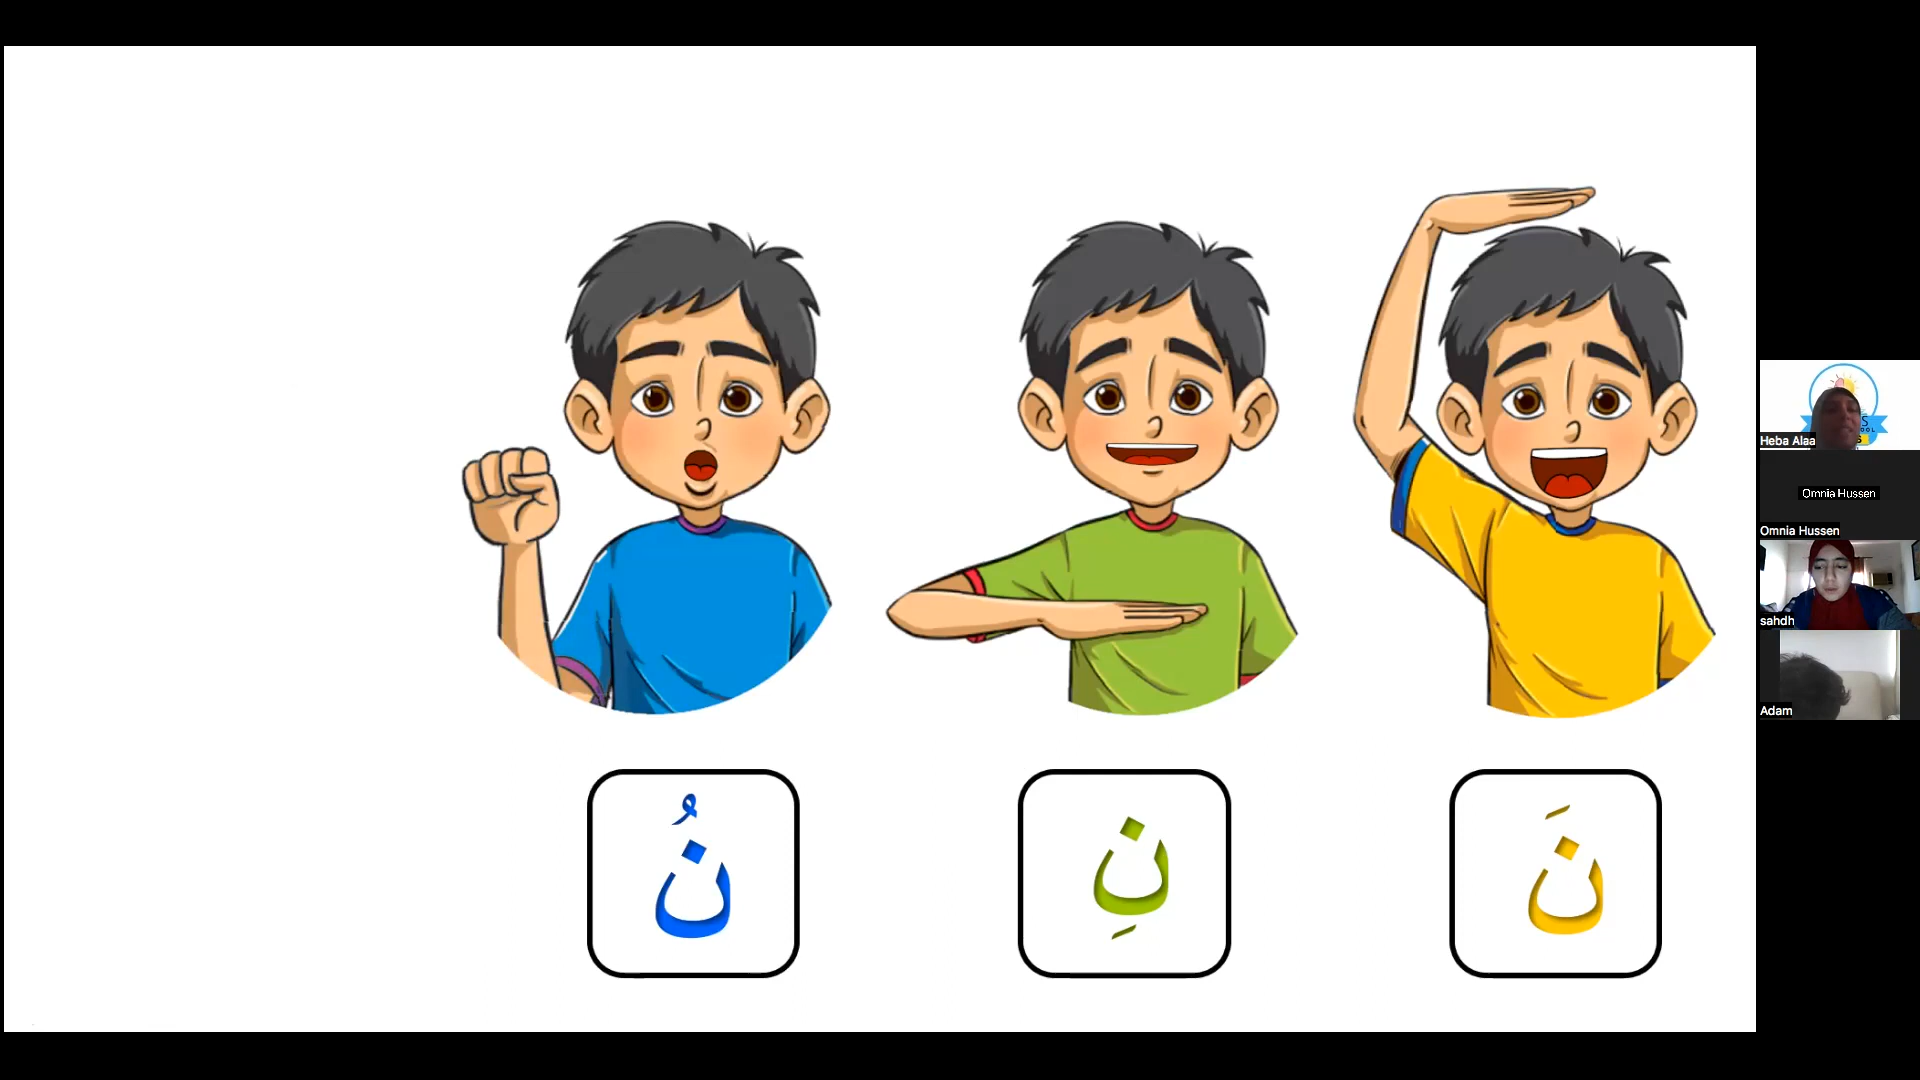 نَ نِ نُ
Heba Alaa
Omnia Hussen
Omnia Hussen
sahdh
Adam